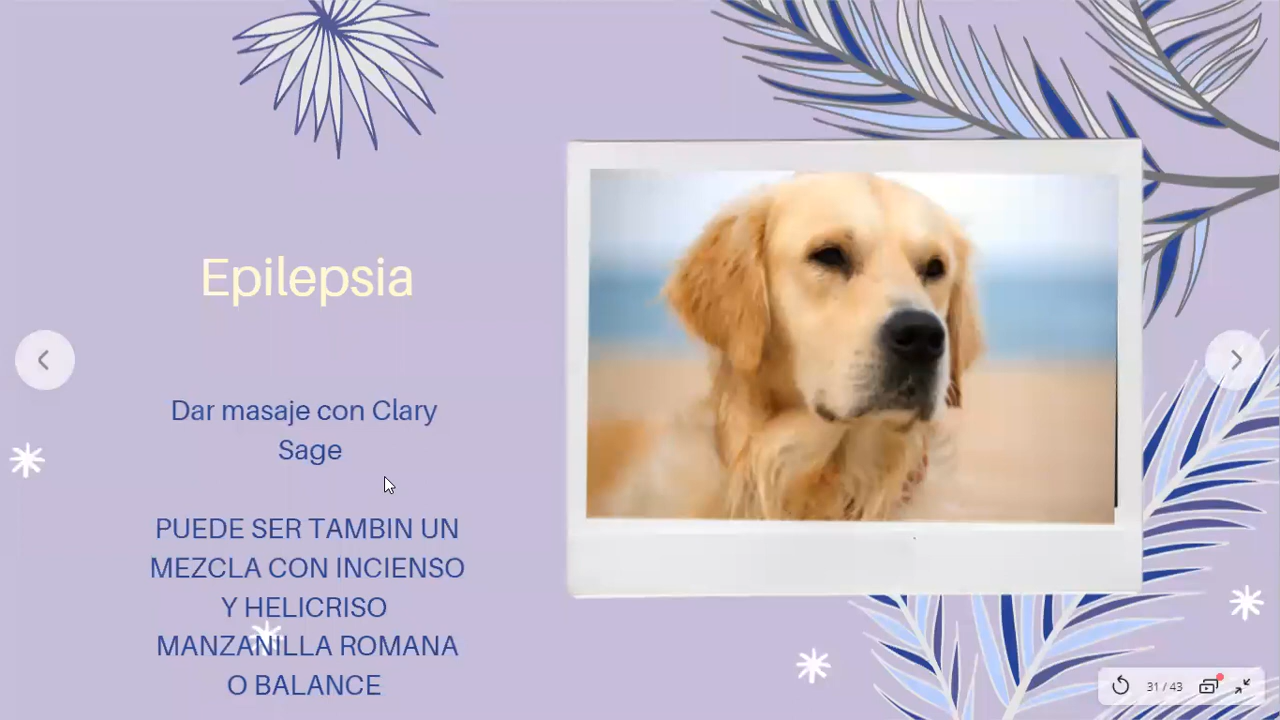 Epilepsia
Dar masaje con Clary
Sage
PUEDE SER TAMBIN UN
MEZCLA CON INCIENSO
Y HELICRISO
MANZANILLA ROMANA
O BALANCE
31 / 43